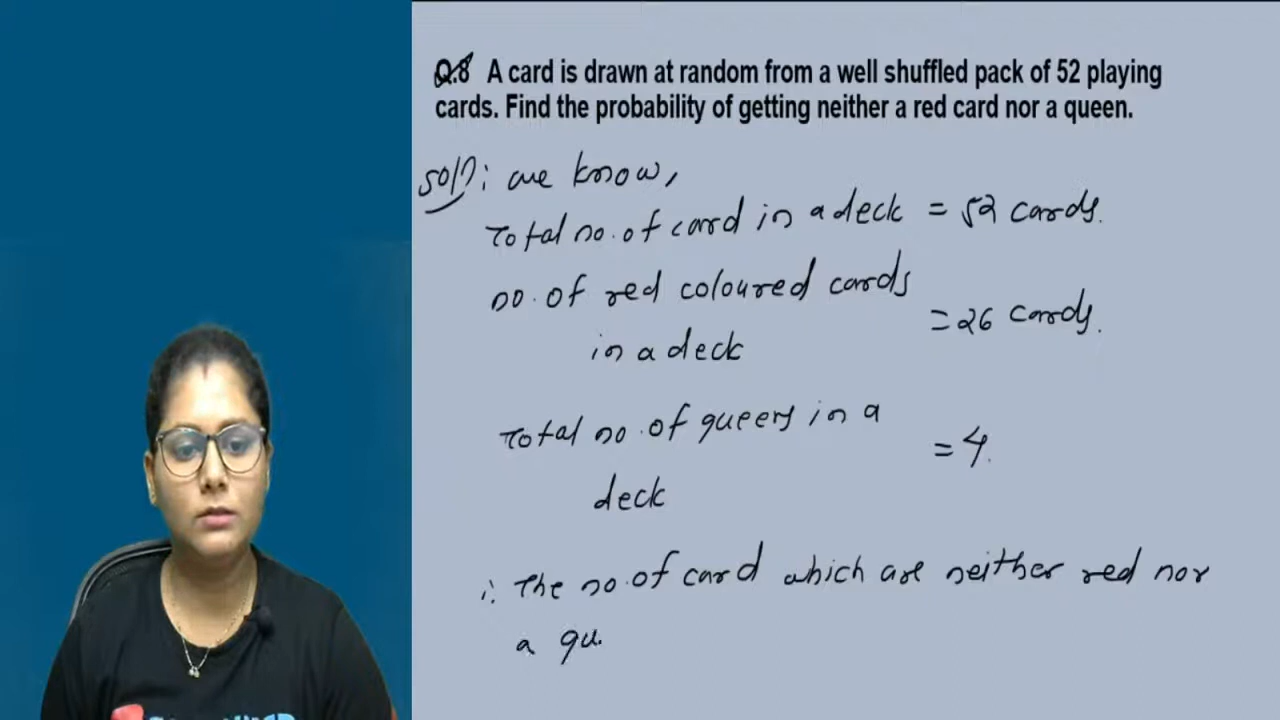 Q.8 A card is drawn at random from a well shuffled pack of 52 playing
cards. Find the probability of getting neither a red card nor a queen.
Soln: we know,
Total no. of card in a deck = 52 cards.
no. of red coloured cards
in a deck = 26 cards.
Total no. of queens in a
deck = 4.
∴ The no. of card which are neither red nor
a qu